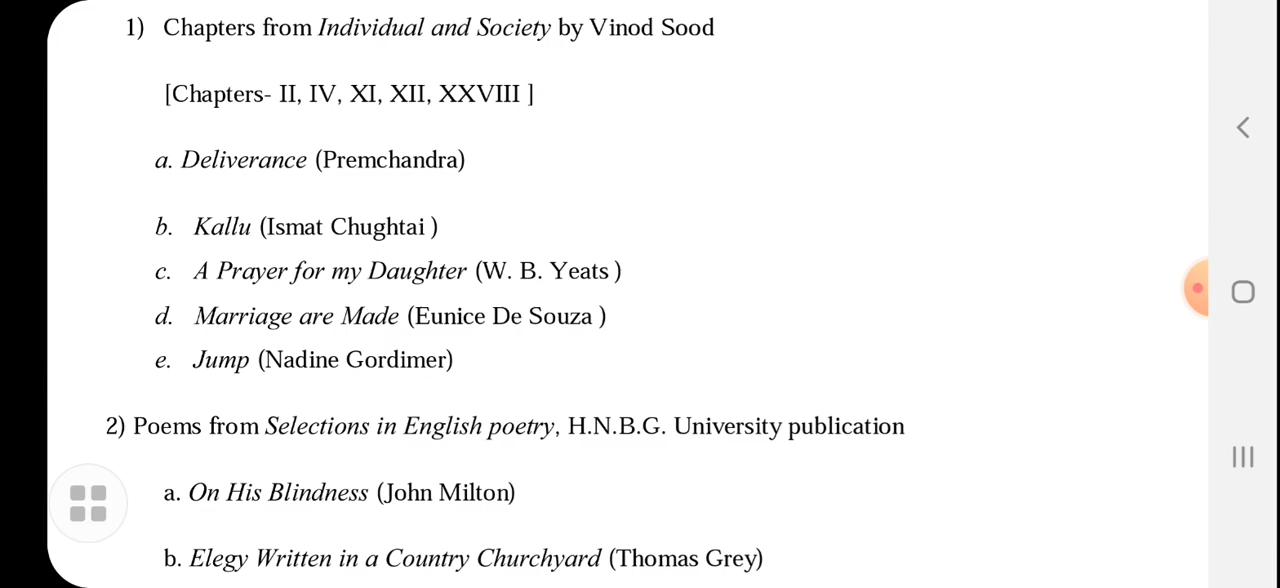 1) Chapters from Individual and Society by Vinod Sood
[Chapters- II, IV, XI, XII, XXVIII ]
a. Deliverance (Premchandra)
b. Kallu (Ismat Chughtai )
c. A Prayer for my Daughter (W. B. Yeats )
d. Marriage are Made (Eunice De Souza )
e. Jump (Nadine Gordimer)
2) Poems from Selections in English poetry, H.N.B.G. University publication
a. On His Blindness (John Milton)
b. Elegy Written in a Country Churchyard (Thomas Grey)